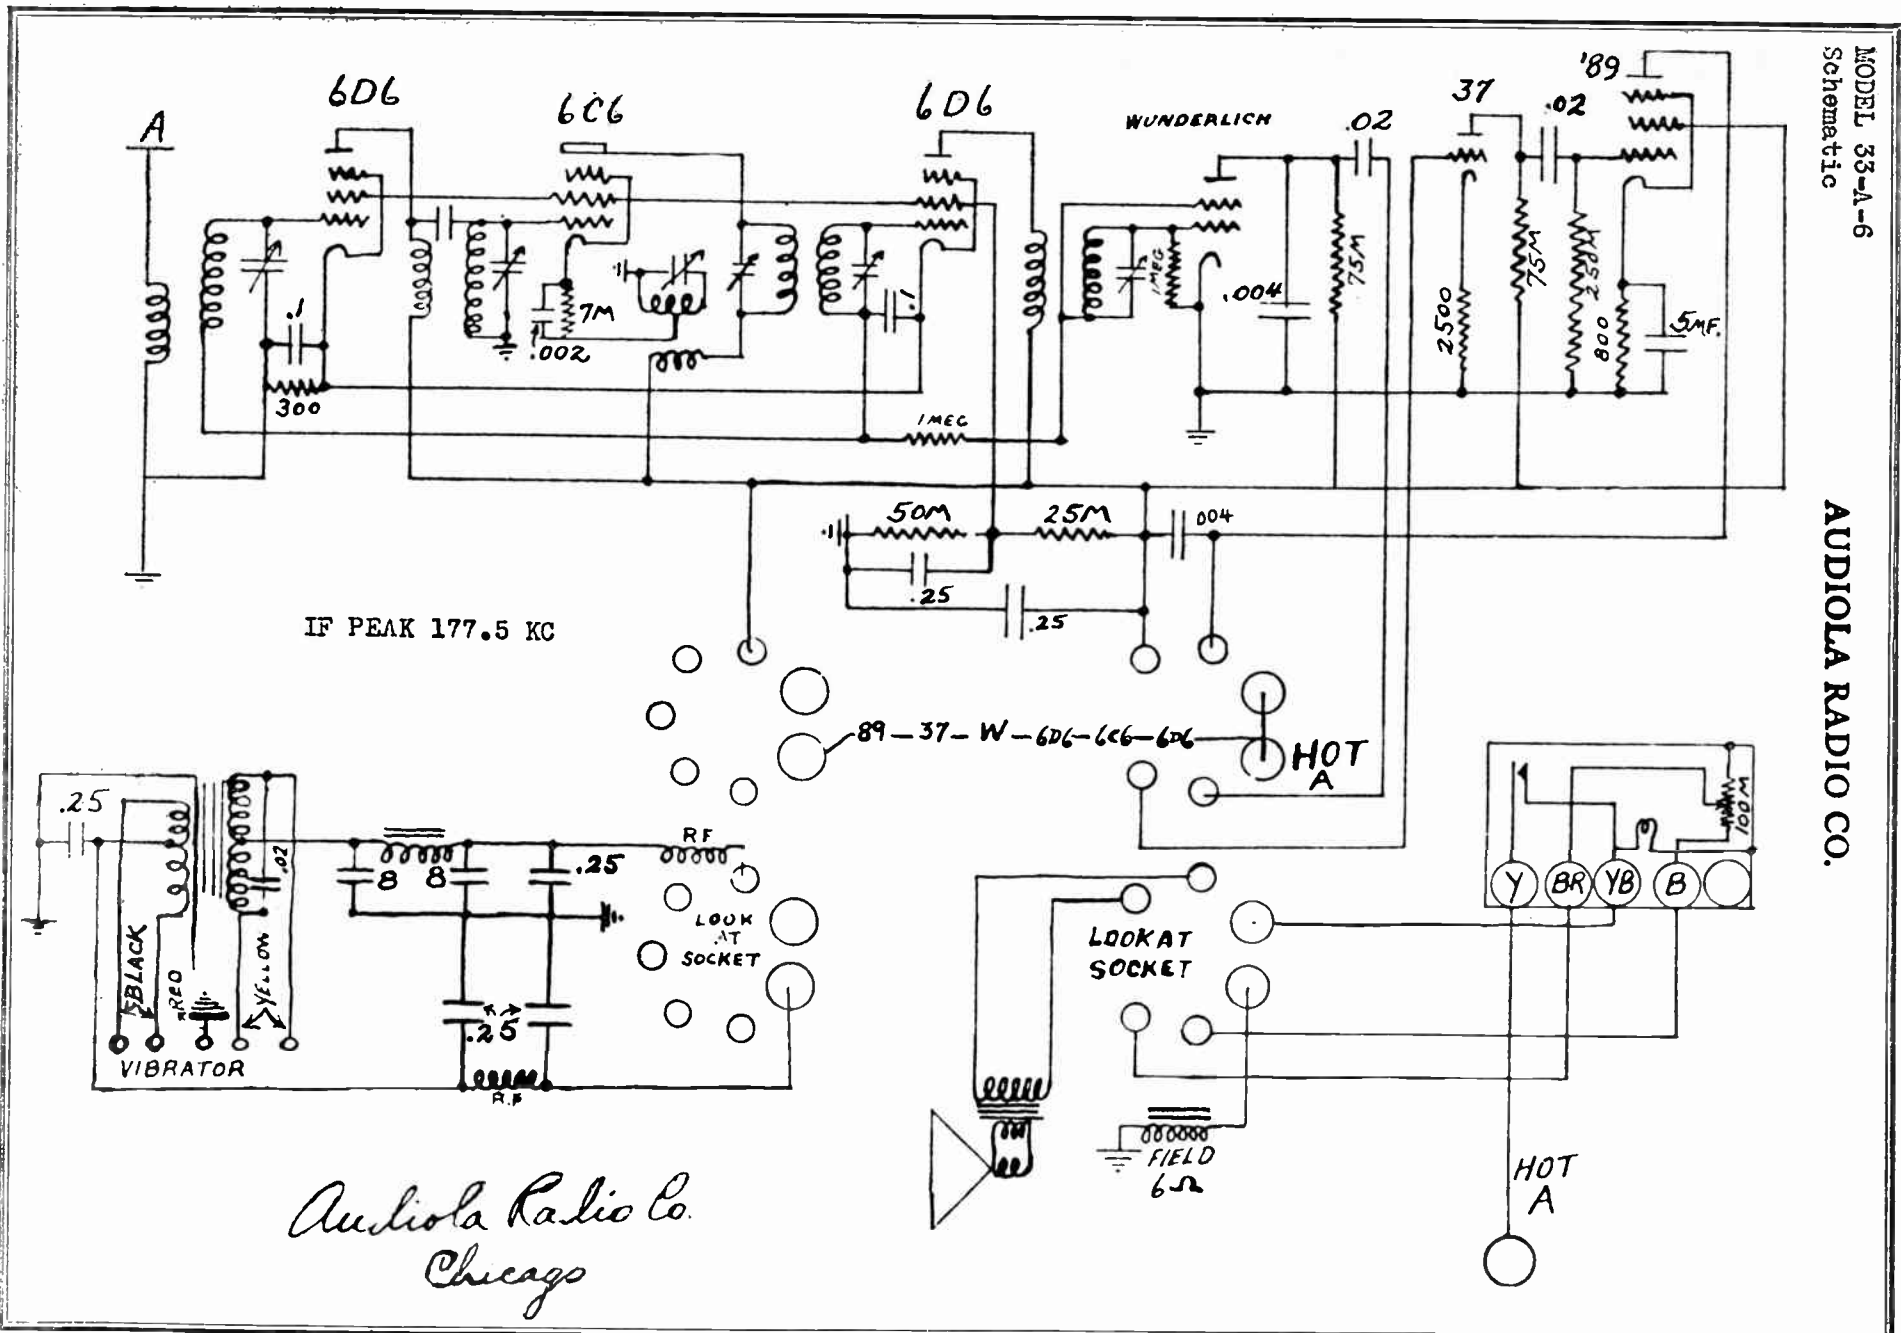 MODEL 33-A-6
Schematic
AUDIOLA RADIO CO.
A
6D6
6C6
6D6
WUNDERLICH
.02
37
.02
'89
.1
300
.002
7M
.1
1MEG
.004
75M
2500
75M
250M
800
5MF.
1MEG
50M
25M
.004
.25
.25
IF PEAK 177.5 KC
89-37-W-6D6-6C6-6D6
HOT
A
.25
.02
8
8
.25
RF
LOOK
AT
SOCKET
BLACK
RED
YELLOW
.25
VIBRATOR
R.F
LOOK AT
SOCKET
100M
Y
BR
YB
B
FIELD
6Ω
HOT
A
Audiola Radio Co.
Chicago